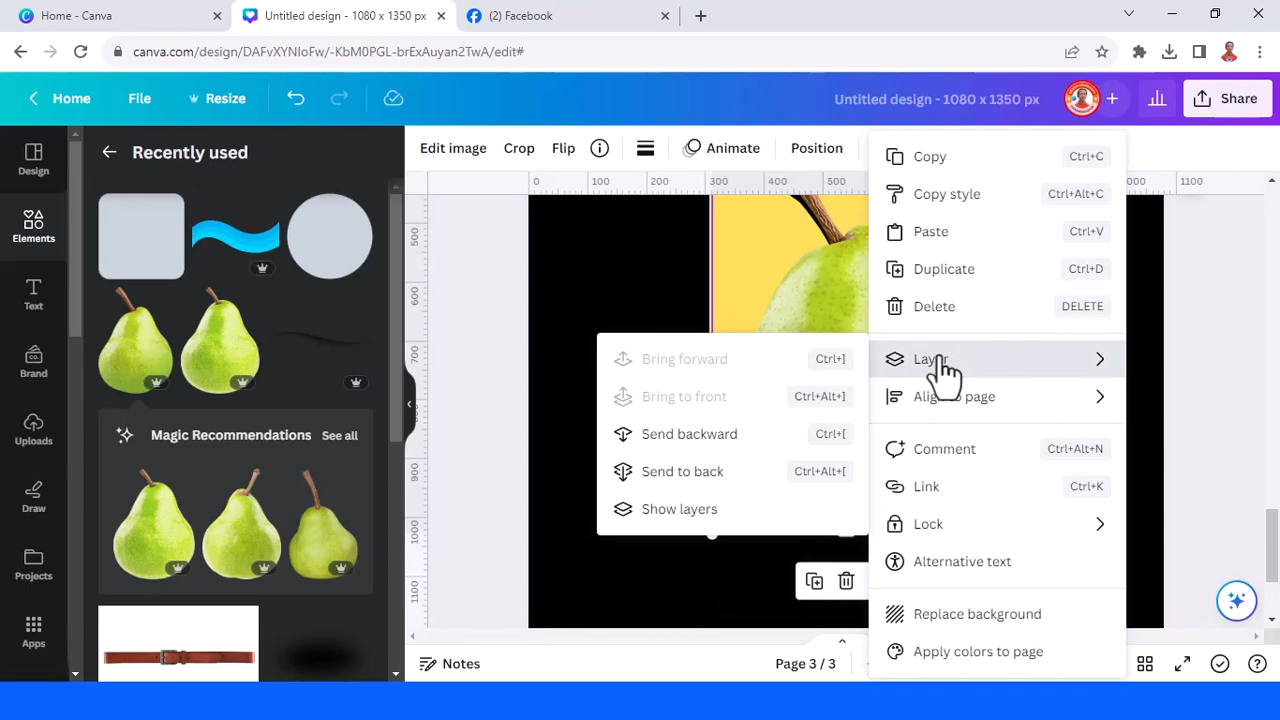 Home - Canva
Untitled design - 1080 x 1350 px
(2) Facebook
canva.com/design/DAFvXYNIoFw/-KbM0PGL-brExAuyan2TwA/edit#
Home
File
Resize
Untitled design - 1080 x 1350 px
Share
Design
Elements
Text
Brand
Uploads
Draw
Projects
Apps
Recently used
Magic Recommendations
See all
Edit image
Crop
Flip
Animate
Position
0
100
200
300
400
500
1000
1100
500
600
700
900
1000
1100
Copy
Ctrl+C
Copy style
Ctrl+Alt+C
Paste
Ctrl+V
Duplicate
Ctrl+D
Delete
DELETE
Layer
Align to page
Comment
Ctrl+Alt+N
Link
Ctrl+K
Lock
Alternative text
Replace background
Apply colors to page
Bring forward
Ctrl+]
Bring to front
Ctrl+Alt+]
Send backward
Ctrl+[
Send to back
Ctrl+Alt+[
Show layers
Notes
Page 3 / 3